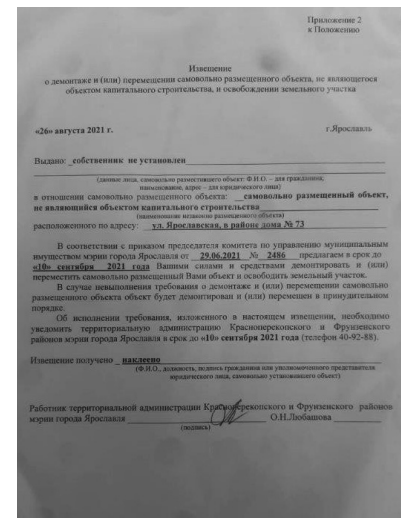 Приложение 2
к Положению
Извещение
о демонтаже и (или) перемещении самовольно размещенного объекта, не являющегося
объектом капитального строительства, и освобождении земельного участка
«26» августа 2021 г. г.Ярославль
Выдано: собственник не установлен
(данные лица, самовольно разместившего объект: Ф.И.О. – для гражданина;
наименование, адрес – для юридического лица)
в отношении самовольно размещенного объекта: самовольно размещенный объект,
не являющийся объектом капитального строительства
(наименование незаконно размещенного объекта)
расположенного по адресу: ул. Ярославская, в районе дома № 73
В соответствии с приказом председателя комитета по управлению муниципальным
имуществом мэрии города Ярославля от 29.06.2021 № 2486 предлагаем в срок до
«10» сентября 2021 года Вашими силами и средствами демонтировать и (или)
переместить самовольно размещенный Вами объект и освободить земельный участок.
В случае невыполнения требования о демонтаже и (или) перемещении самовольно
размещенного объекта объект будет демонтирован и (или) перемещен в принудительном
порядке.
Об исполнении требования, изложенного в настоящем извещении, необходимо
уведомить территориальную администрацию Красноперекопского и Фрунзенского
районов мэрии города Ярославля в срок до «10» сентября 2021 года (телефон 40-92-88).
Извещение получено наклеено
(Ф.И.О., должность, подпись гражданина или уполномоченного представителя
юридического лица, самовольно установившего объект)
Работник территориальной администрации Красноперекопского и Фрунзенского районов
мэрии города Ярославля О.Н.Любашова
(подпись)